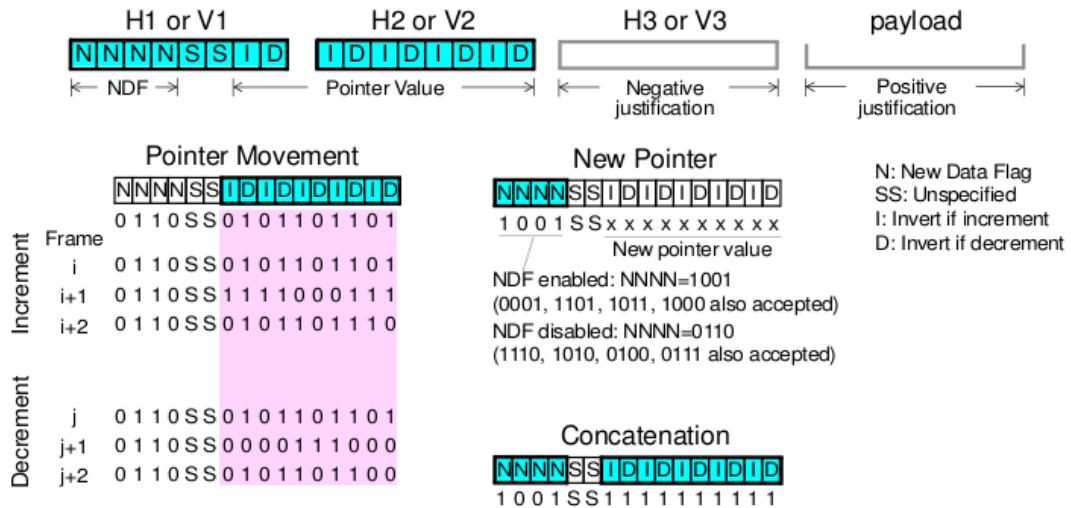 H1 or V1 H2 or V2 H3 or V3 payload
N N N N S S I D I D I D I D I D
NDF Pointer Value Negative justification Positive justification
Pointer Movement
N N N N S S I D I D I D I D I D
0 1 1 0 S S 0 1 0 1 1 0 1 1 0 1
Frame
Increment
i 0 1 1 0 S S 0 1 0 1 1 0 1 1 0 1
i+1 0 1 1 0 S S 1 1 1 1 0 0 0 1 1 1
i+2 0 1 1 0 S S 0 1 0 1 1 0 1 1 1 0
Decrement
j 0 1 1 0 S S 0 1 0 1 1 0 1 1 0 1
j+1 0 1 1 0 S S 0 0 0 0 1 1 1 0 0 0
j+2 0 1 1 0 S S 0 1 0 1 1 0 1 1 0 0
New Pointer
N N N N S S I D I D I D I D I D
1 0 0 1 S S x x x x x x x x x x
New pointer value
NDF enabled: NNNN=1001
(0001, 1101, 1011, 1000 also accepted)
NDF disabled: NNNN=0110
(1110, 1010, 0100, 0111 also accepted)
N: New Data Flag
SS: Unspecified
I: Invert if increment
D: Invert if decrement
Concatenation
N N N N S S I D I D I D I D I D
1 0 0 1 S S 1 1 1 1 1 1 1 1 1 1